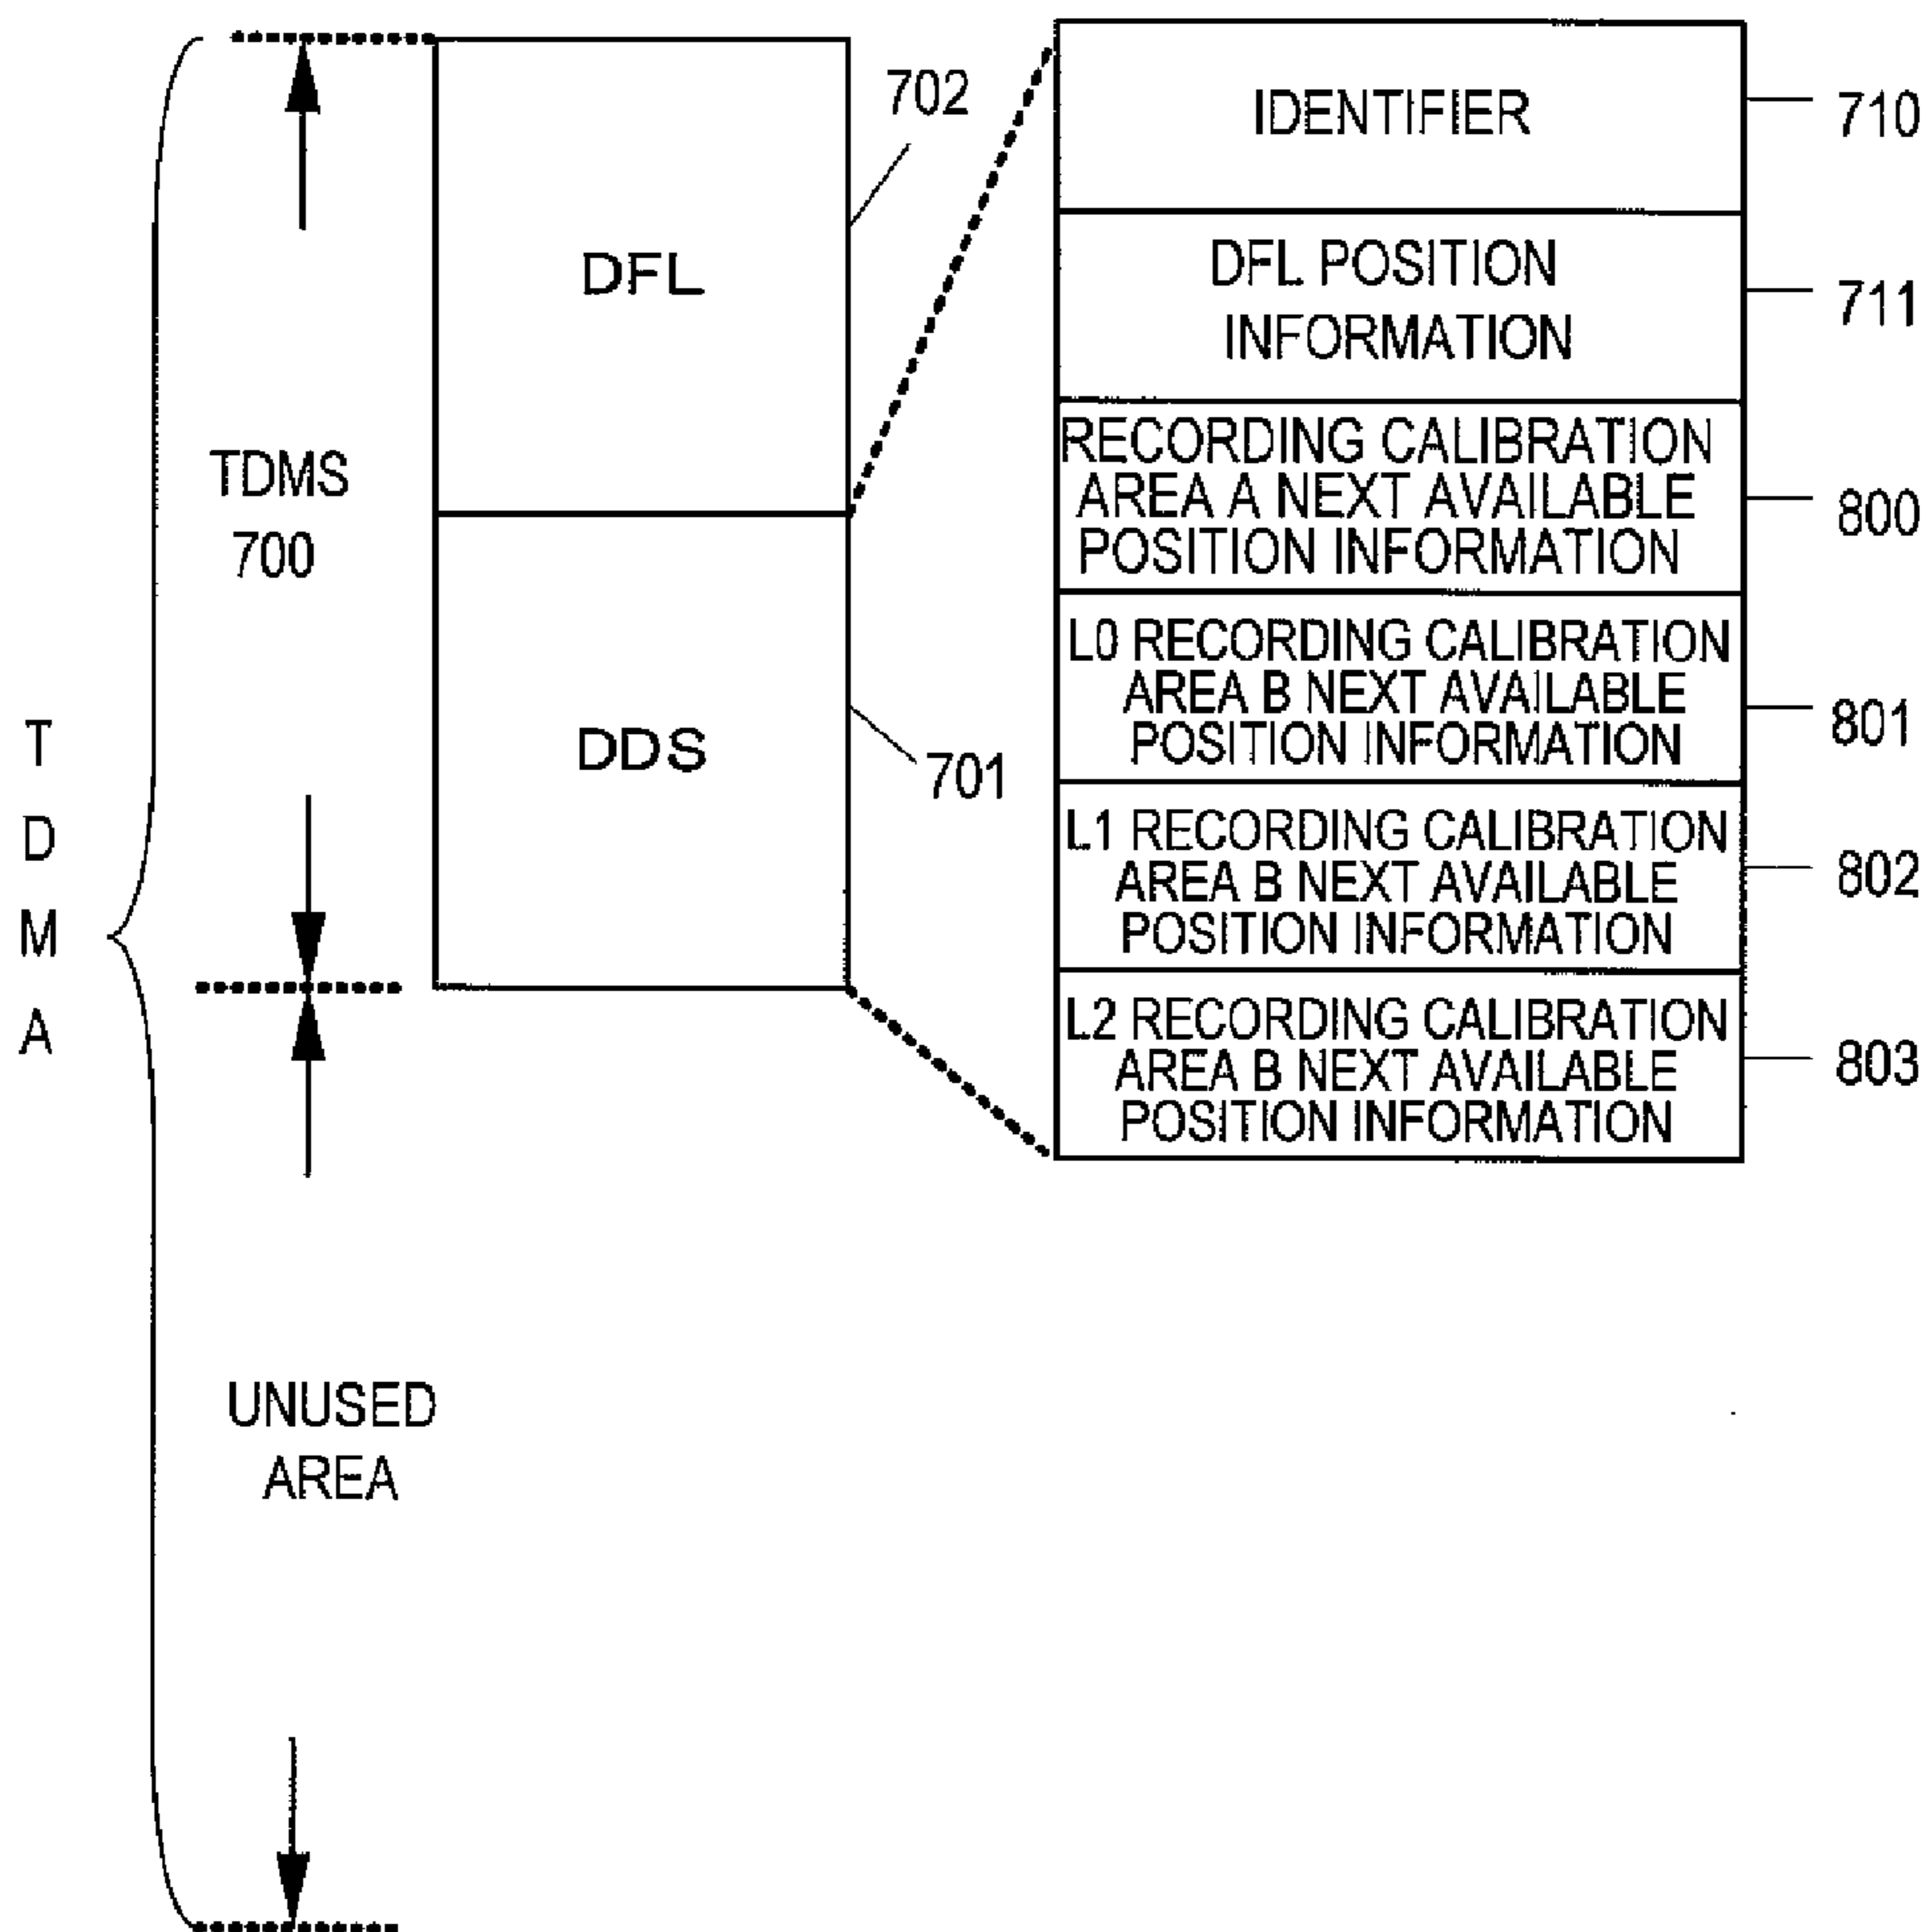 TDMA
TDMS
700
UNUSED
AREA
DFL
702
DDS
701
IDENTIFIER
710
DFL POSITION
INFORMATION
711
RECORDING CALIBRATION
AREA A NEXT AVAILABLE
POSITION INFORMATION
800
L0 RECORDING CALIBRATION
AREA B NEXT AVAILABLE
POSITION INFORMATION
801
L1 RECORDING CALIBRATION
AREA B NEXT AVAILABLE
POSITION INFORMATION
802
L2 RECORDING CALIBRATION
AREA B NEXT AVAILABLE
POSITION INFORMATION
803